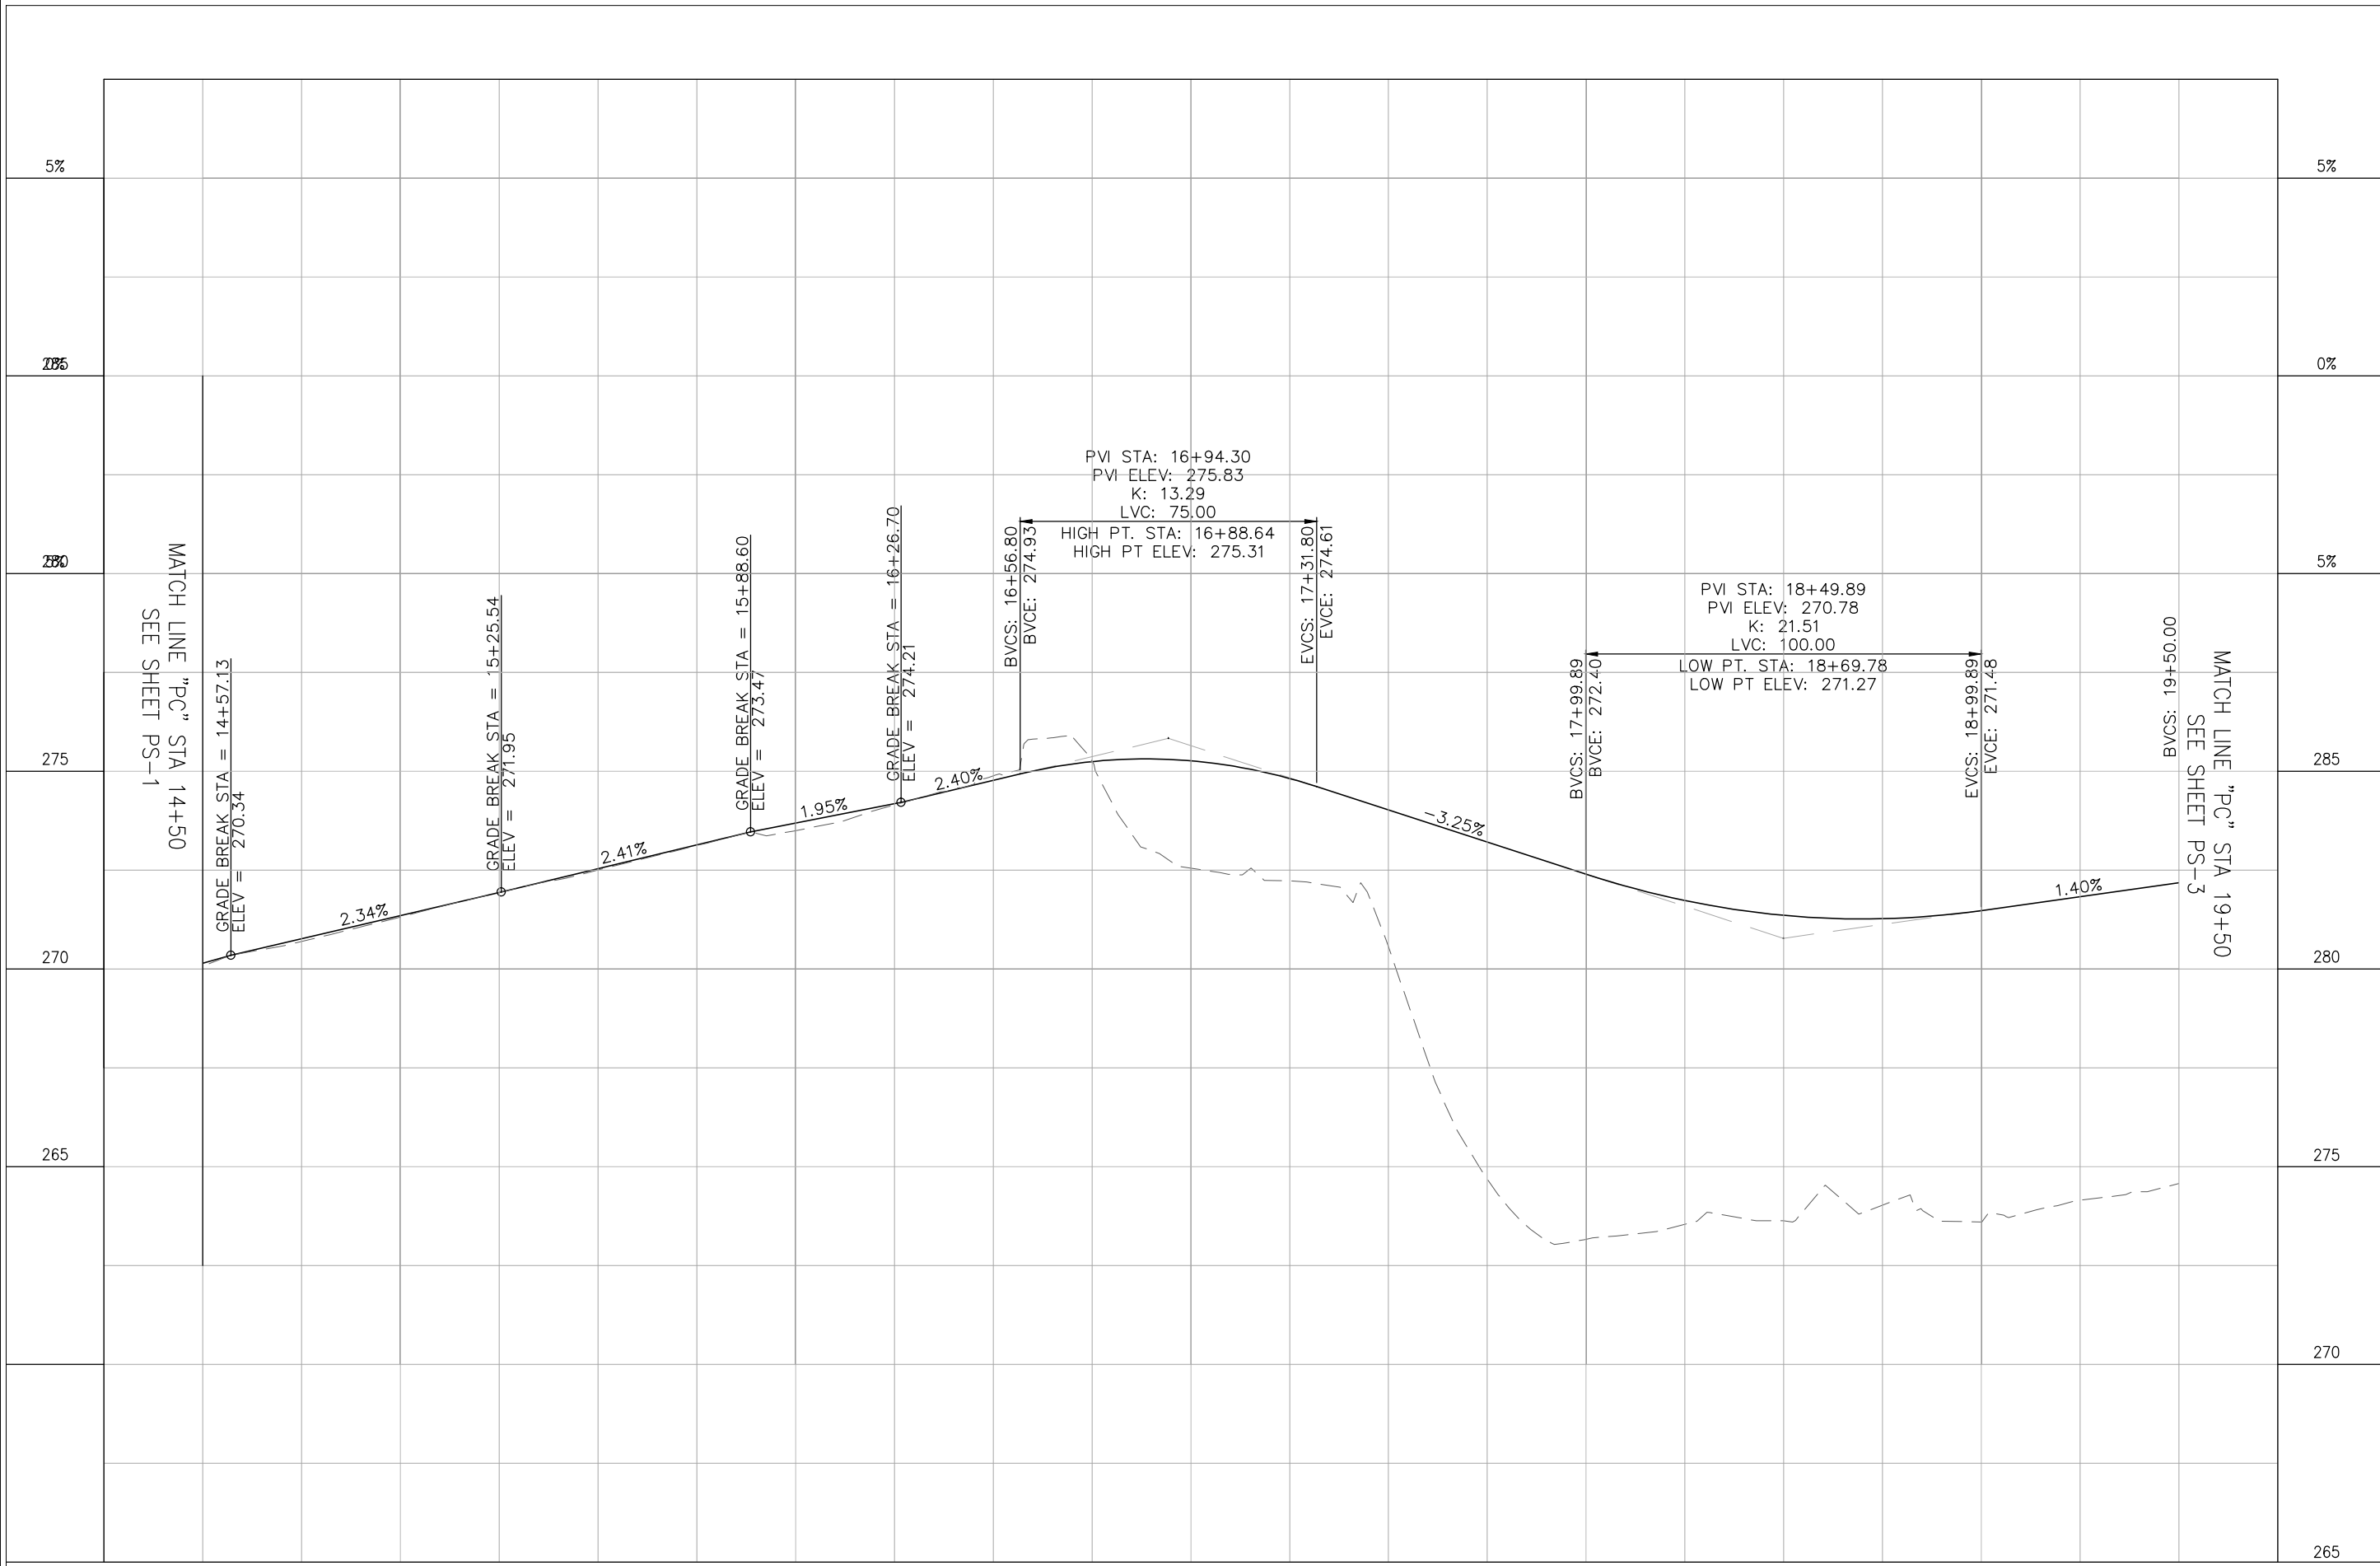 5%
5%
0%
285
0%
PVI STA: 16+94.30
PVI ELEV: 275.83
K: 13.29
LVC: 75.00
HIGH PT. STA: 16+88.64
HIGH PT ELEV: 275.31
5%
280
5%
PVI STA: 18+49.89
PVI ELEV: 270.78
K: 21.51
LVC: 100.00
LOW PT. STA: 18+69.78
LOW PT ELEV: 271.27
MATCH LINE "PC" STA 14+50
SEE SHEET PS-1
GRADE BREAK STA = 14+57.13
ELEV = 270.34
GRADE BREAK STA = 15+25.54
ELEV = 271.95
GRADE BREAK STA = 15+88.60
ELEV = 273.47
GRADE BREAK STA = 16+26.70
ELEV = 274.21
BVCS: 16+56.80
BVCE: 274.93
EVCS: 17+31.80
EVCE: 274.61
BVCS: 17+99.89
BVCE: 272.40
EVCS: 18+99.89
EVCE: 271.48
BVCS: 19+50.00
MATCH LINE "PC" STA 19+50
SEE SHEET PS-3
275
285
2.34%
2.41%
1.95%
2.40%
-3.25%
1.40%
270
280
265
275
270
265